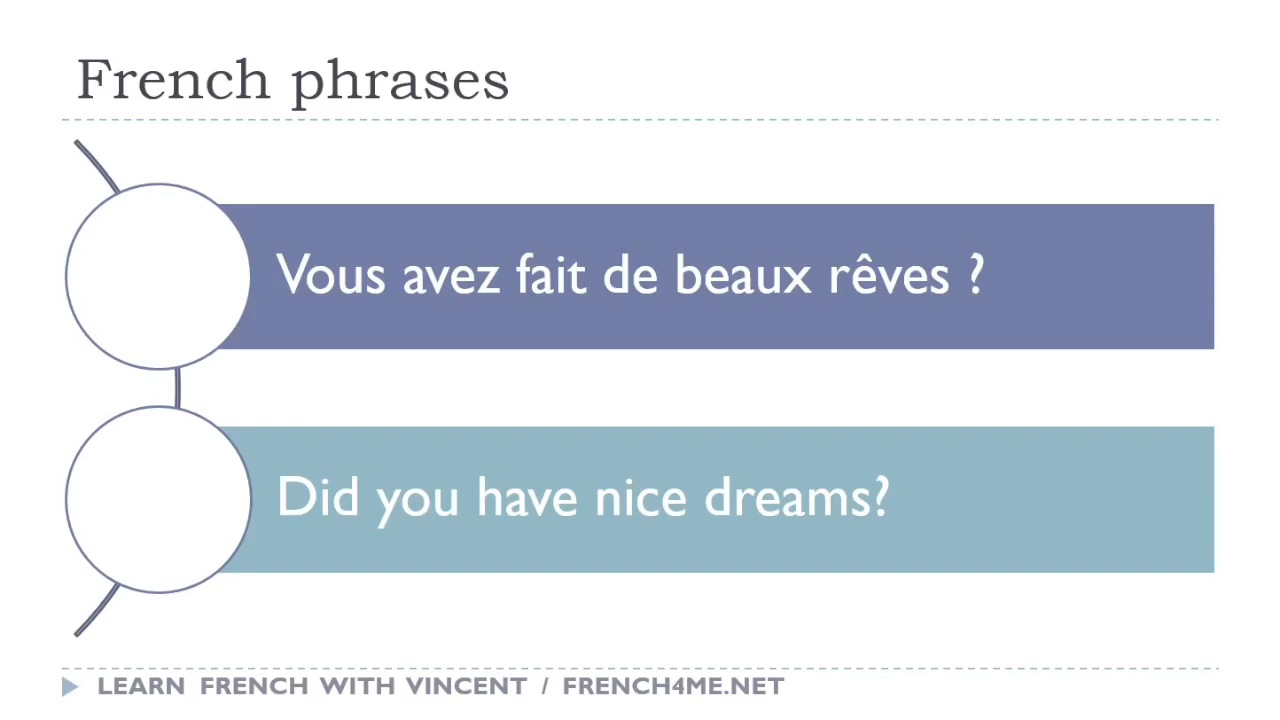 French phrases
Vous avez fait de beaux rêves ?
Did you have nice dreams?
LEARN FRENCH WITH VINCENT / FRENCH4ME.NET